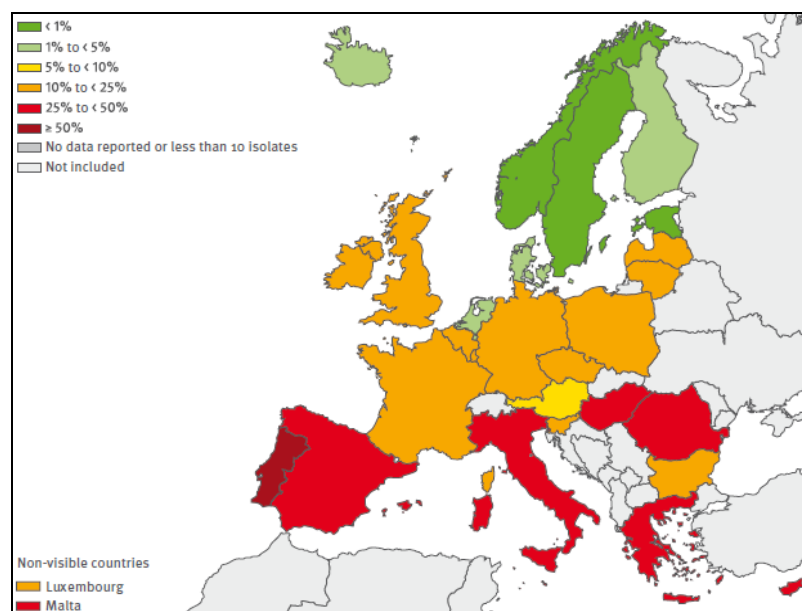 < 1%
1% to < 5%
5% to < 10%
10% to < 25%
25% to < 50%
≥ 50%
No data reported or less than 10 isolates
Not included
Non-visible countries
Luxembourg
Malta